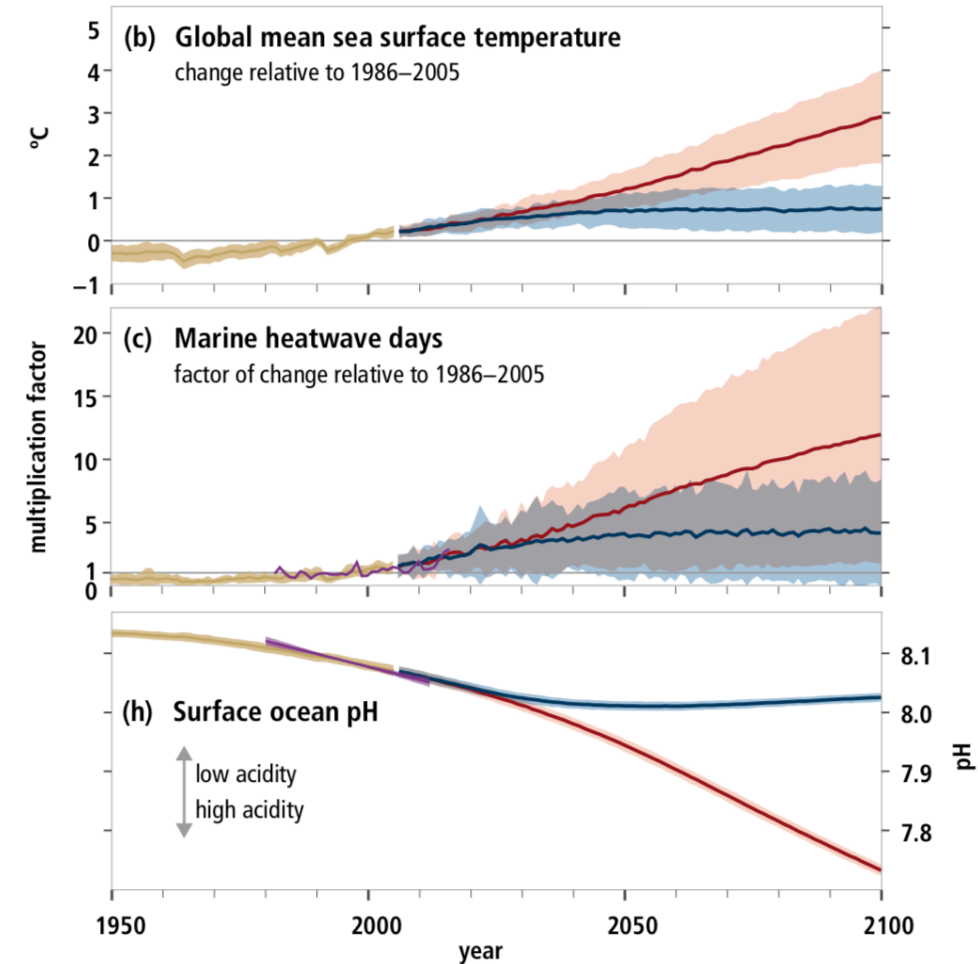 (b) Global mean sea surface temperature
change relative to 1986–2005
5
4
3
2
1
0
–1
ºC
(c) Marine heatwave days
factor of change relative to 1986–2005
20
15
10
5
1
0
multiplication factor
(h) Surface ocean pH
low acidity
high acidity
8.1
8.0
7.9
7.8
pH
1950 2000 2050 2100
year